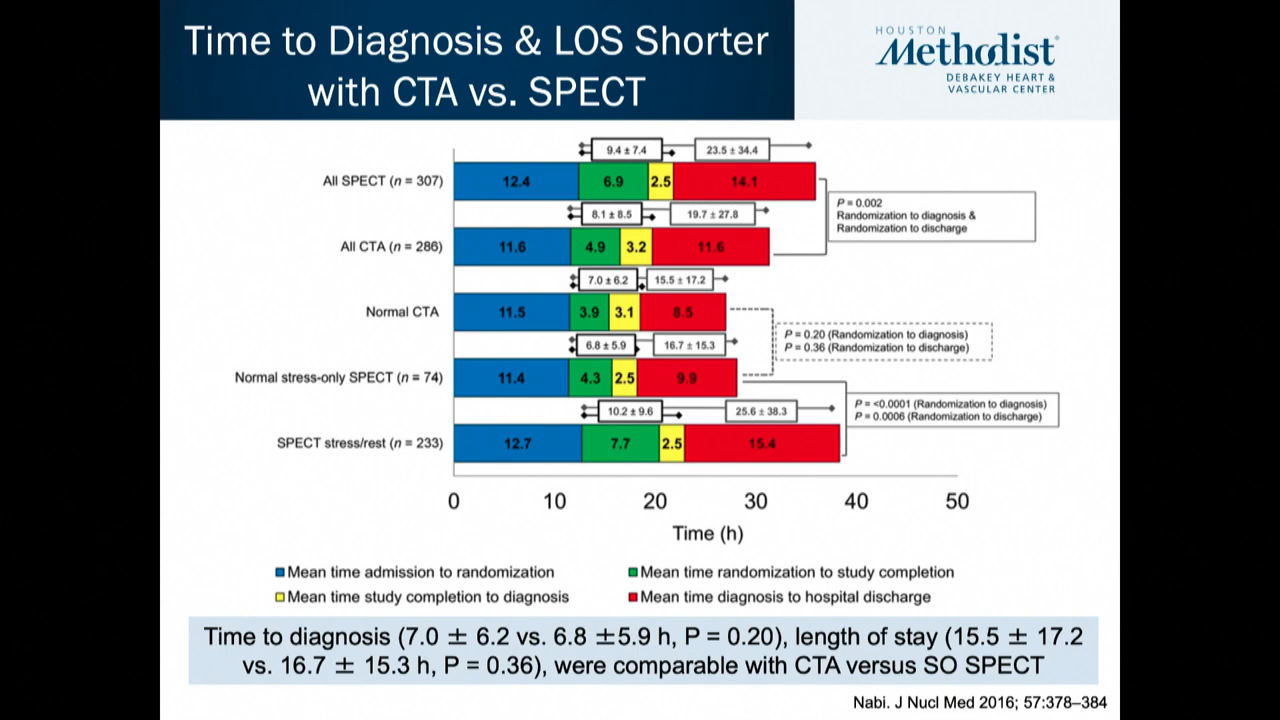 Time to Diagnosis & LOS Shorter
with CTA vs. SPECT
HOUSTON
Methodist
DEBAKEY HEART &
VASCULAR CENTER
9.4 ± 7.4 23.5 ± 34.4
All SPECT (n = 307) 12.4 6.9 2.5 14.1
8.1 ± 8.5 19.7 ± 27.8
All CTA (n = 286) 11.6 4.9 3.2 11.6
P = 0.002
Randomization to diagnosis &
Randomization to discharge
7.0 ± 6.2 15.5 ± 17.2
Normal CTA 11.5 3.9 3.1 8.5
P = 0.20 (Randomization to diagnosis)
P = 0.36 (Randomization to discharge)
6.8 ± 5.9 16.7 ± 15.3
Normal stress-only SPECT (n = 74) 11.4 4.3 2.5 9.9
P = <0.0001 (Randomization to diagnosis)
P = 0.0006 (Randomization to discharge)
10.2 ± 9.6 25.6 ± 38.3
SPECT stress/rest (n = 233) 12.7 7.7 2.5 15.4
0 10 20 30 40 50
Time (h)
Mean time admission to randomization
Mean time randomization to study completion
Mean time study completion to diagnosis
Mean time diagnosis to hospital discharge
Time to diagnosis (7.0 ± 6.2 vs. 6.8 ±5.9 h, P = 0.20), length of stay (15.5 ± 17.2
vs. 16.7 ± 15.3 h, P = 0.36), were comparable with CTA versus SO SPECT
Nabi. J Nucl Med 2016; 57:378–384